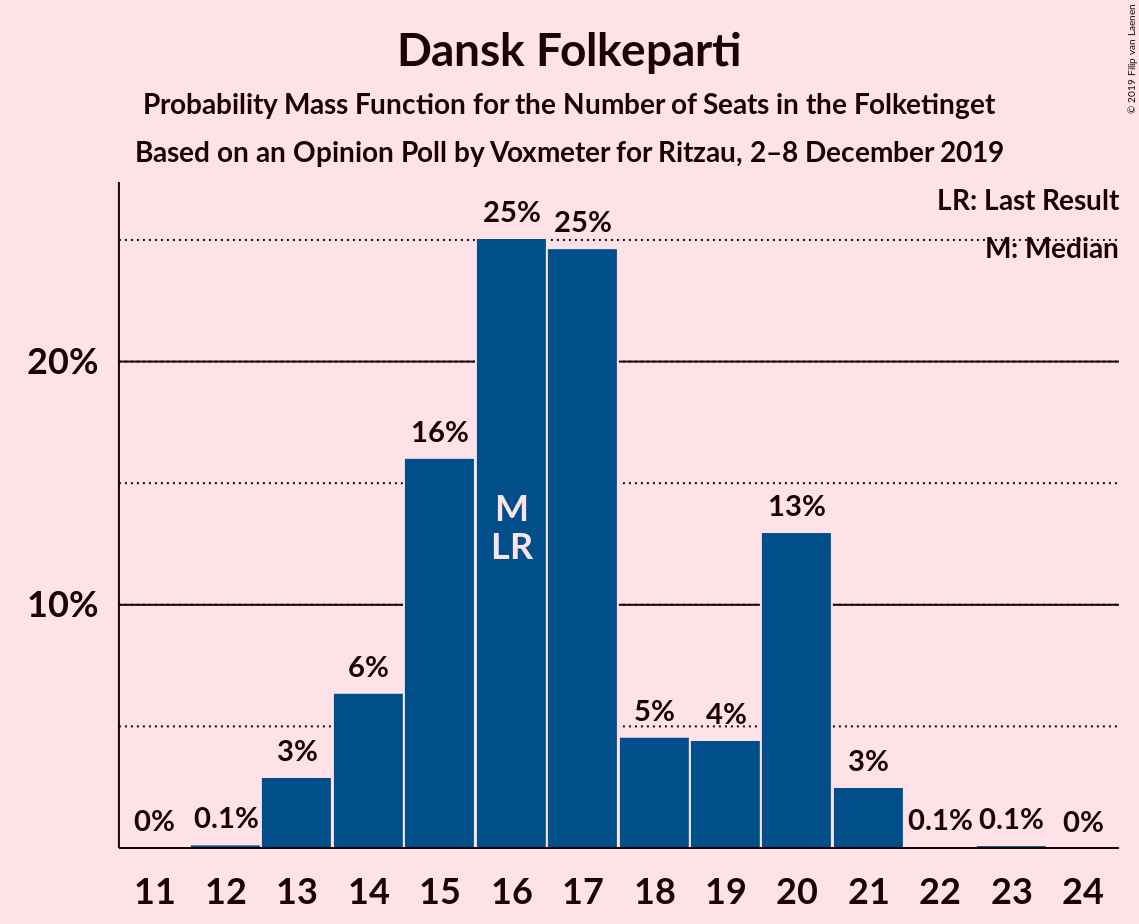 Dansk Folkeparti
Probability Mass Function for the Number of Seats in the Folketinget
Based on an Opinion Poll by Voxmeter for Ritzau, 2–8 December 2019
© 2019 Filip van Laenen
LR: Last Result
M: Median
20%
10%
0%
0.1%
3%
6%
16%
25%
25%
5%
4%
13%
3%
0.1%
0.1%
0%
M
LR
11 12 13 14 15 16 17 18 19 20 21 22 23 24